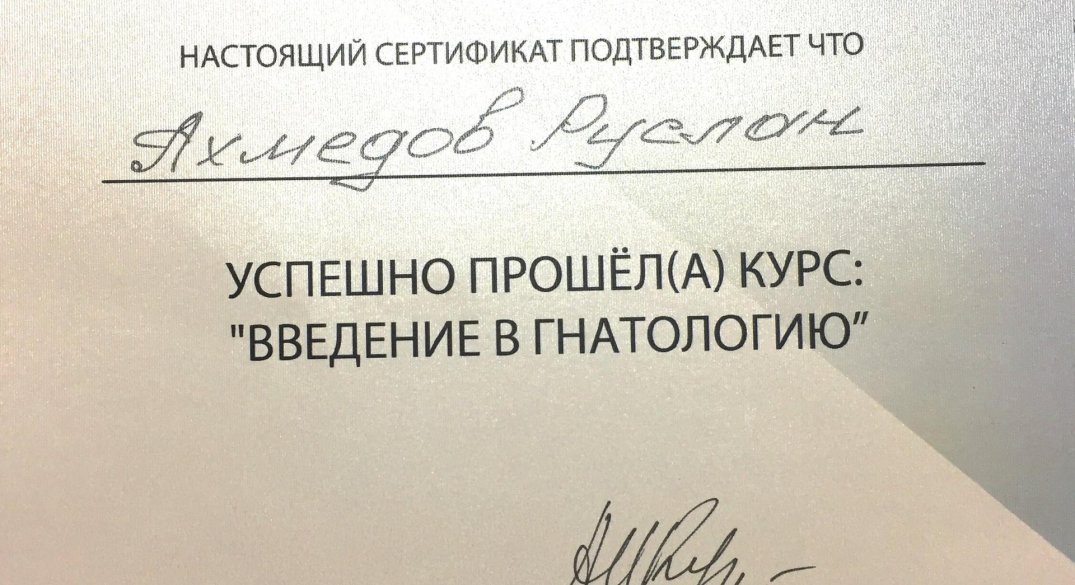 НАСТОЯЩИЙ СЕРТИФИКАТ ПОДТВЕРЖДАЕТ ЧТО
Ахмедов Руслан
УСПЕШНО ПРОШЁЛ(А) КУРС:
"ВВЕДЕНИЕ В ГНАТОЛОГИЮ”